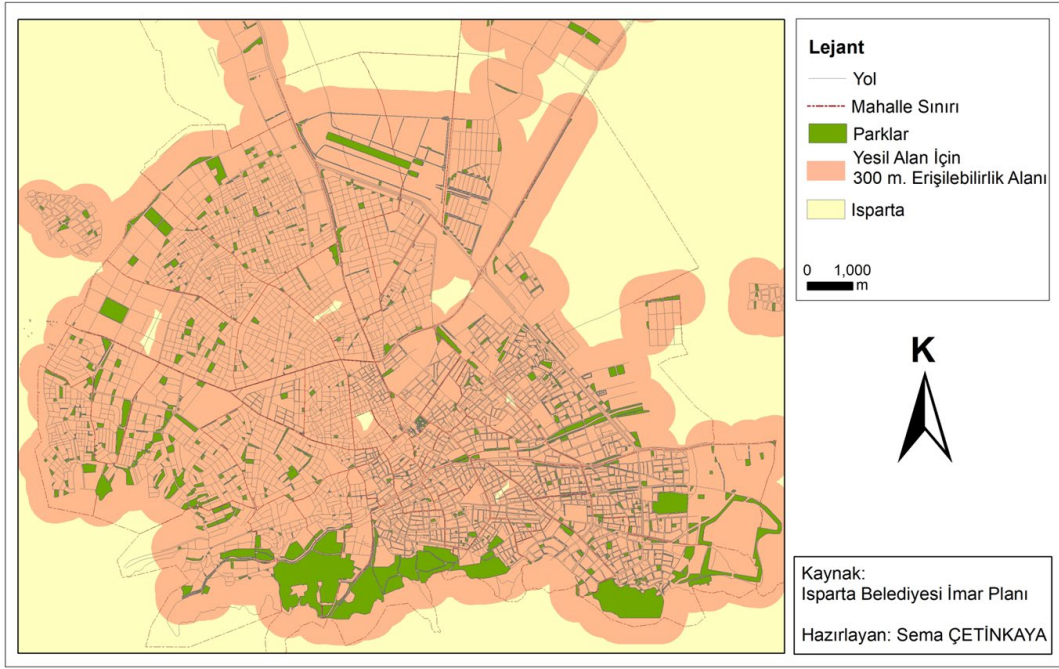 Lejant
Yol
Mahalle Sınırı
Parklar
Yesil Alan İçin
300 m. Erişilebilirlik Alanı
Isparta
0 1,000
m
K
Kaynak:
Isparta Belediyesi İmar Planı
Hazırlayan: Sema ÇETİNKAYA